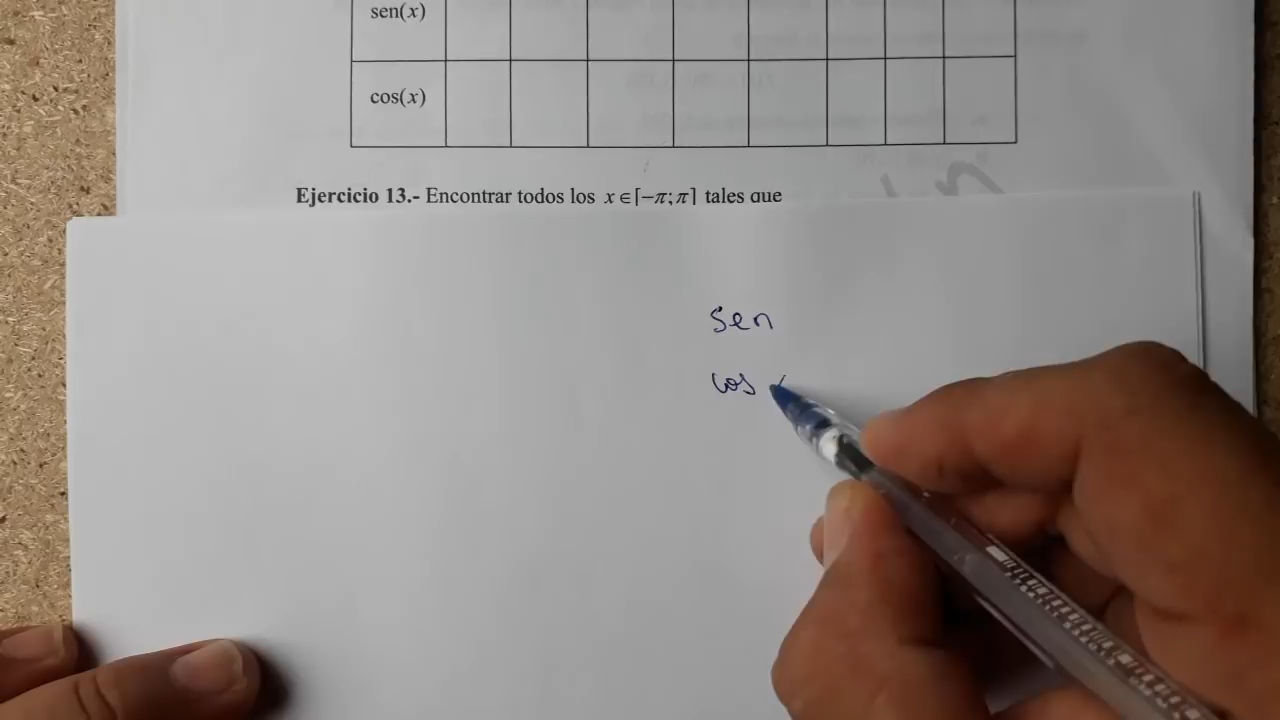 sen(x)
cos(x)
Ejercicio 13.- Encontrar todos los x∈[−π;π] tales que
sen
cos